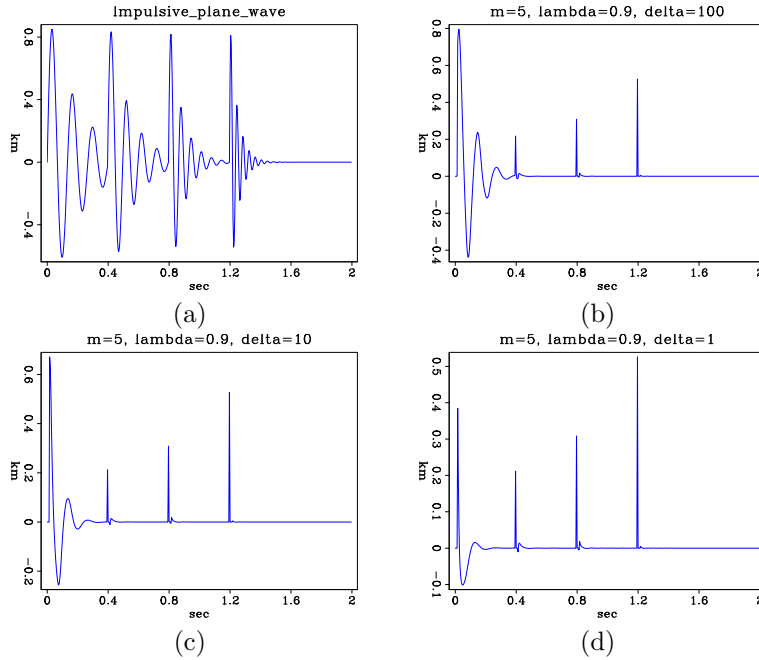 Impulsive_plane_wave
0.8
0.4
0
-0.4
km
0 0.4 0.8 1.2 1.6 2
sec
(a)
m=5, lambda=0.9, delta=100
0.8
0.6
0.4
0.2
0
-0.2
-0.4
km
0 0.4 0.8 1.2 1.6 2
sec
(b)
m=5, lambda=0.9, delta=10
0.6
0.4
0.2
0
-0.2
km
0 0.4 0.8 1.2 1.6 2
sec
(c)
m=5, lambda=0.9, delta=1
0.5
0.4
0.3
0.2
0.1
0
-0.1
km
0 0.4 0.8 1.2 1.6 2
sec
(d)